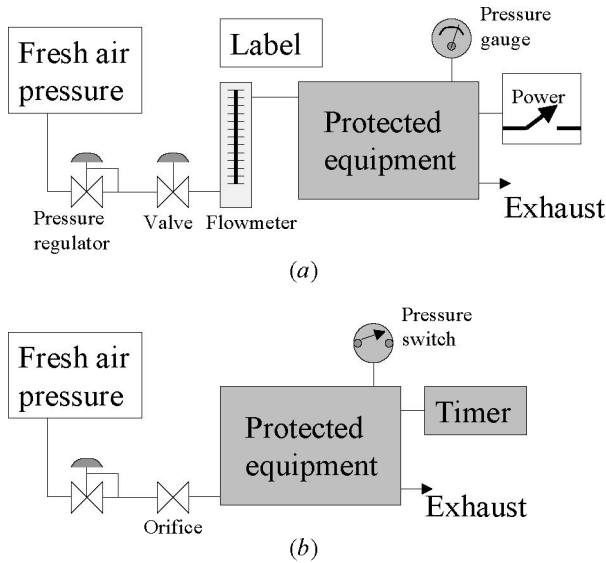 Fresh air
pressure
Label
Pressure
gauge
Protected
equipment
Power
Exhaust
Pressure
regulator
Valve
Flowmeter
(a)
Fresh air
pressure
Pressure
switch
Protected
equipment
Timer
Exhaust
Orifice
(b)